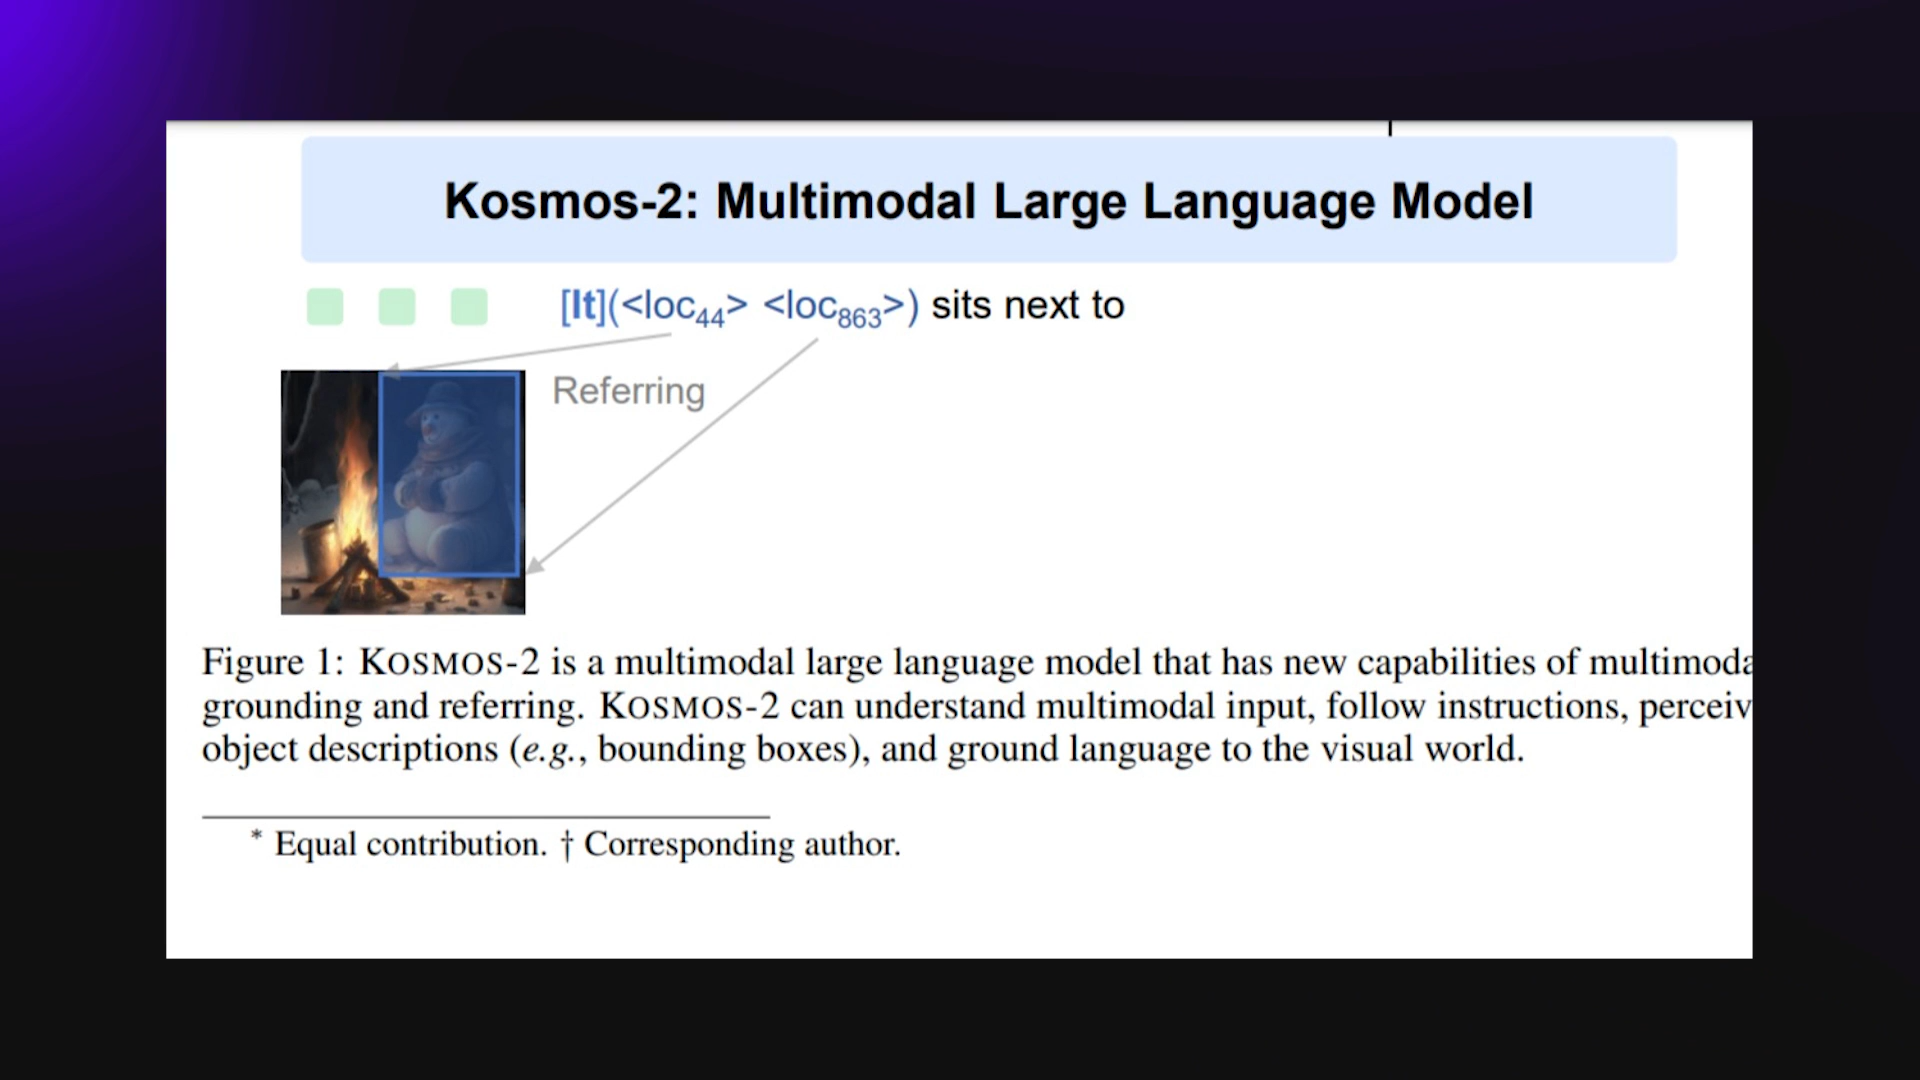 Kosmos-2: Multimodal Large Language Model
[It](<loc44> <loc863>) sits next to
Referring
Figure 1: KOSMOS-2 is a multimodal large language model that has new capabilities of multimoda
grounding and referring. KOSMOS-2 can understand multimodal input, follow instructions, perceiv
object descriptions (e.g., bounding boxes), and ground language to the visual world.
* Equal contribution. † Corresponding author.